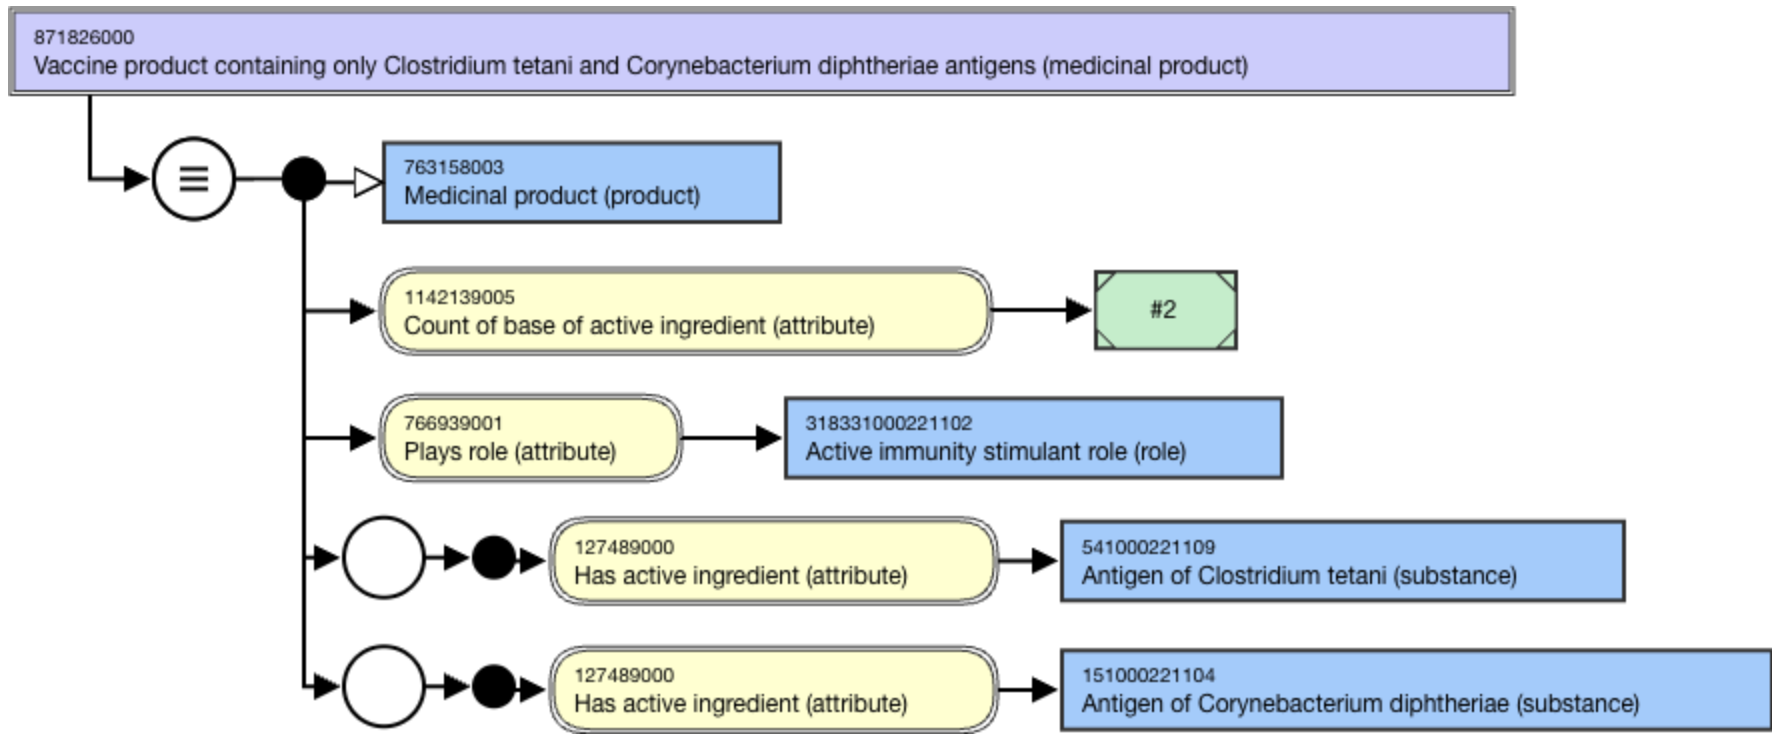 871826000
Vaccine product containing only Clostridium tetani and Corynebacterium diphtheriae antigens (medicinal product)
763158003
Medicinal product (product)
1142139005
Count of base of active ingredient (attribute)
#2
766939001
Plays role (attribute)
318331000221102
Active immunity stimulant role (role)
127489000
Has active ingredient (attribute)
541000221109
Antigen of Clostridium tetani (substance)
127489000
Has active ingredient (attribute)
151000221104
Antigen of Corynebacterium diphtheriae (substance)